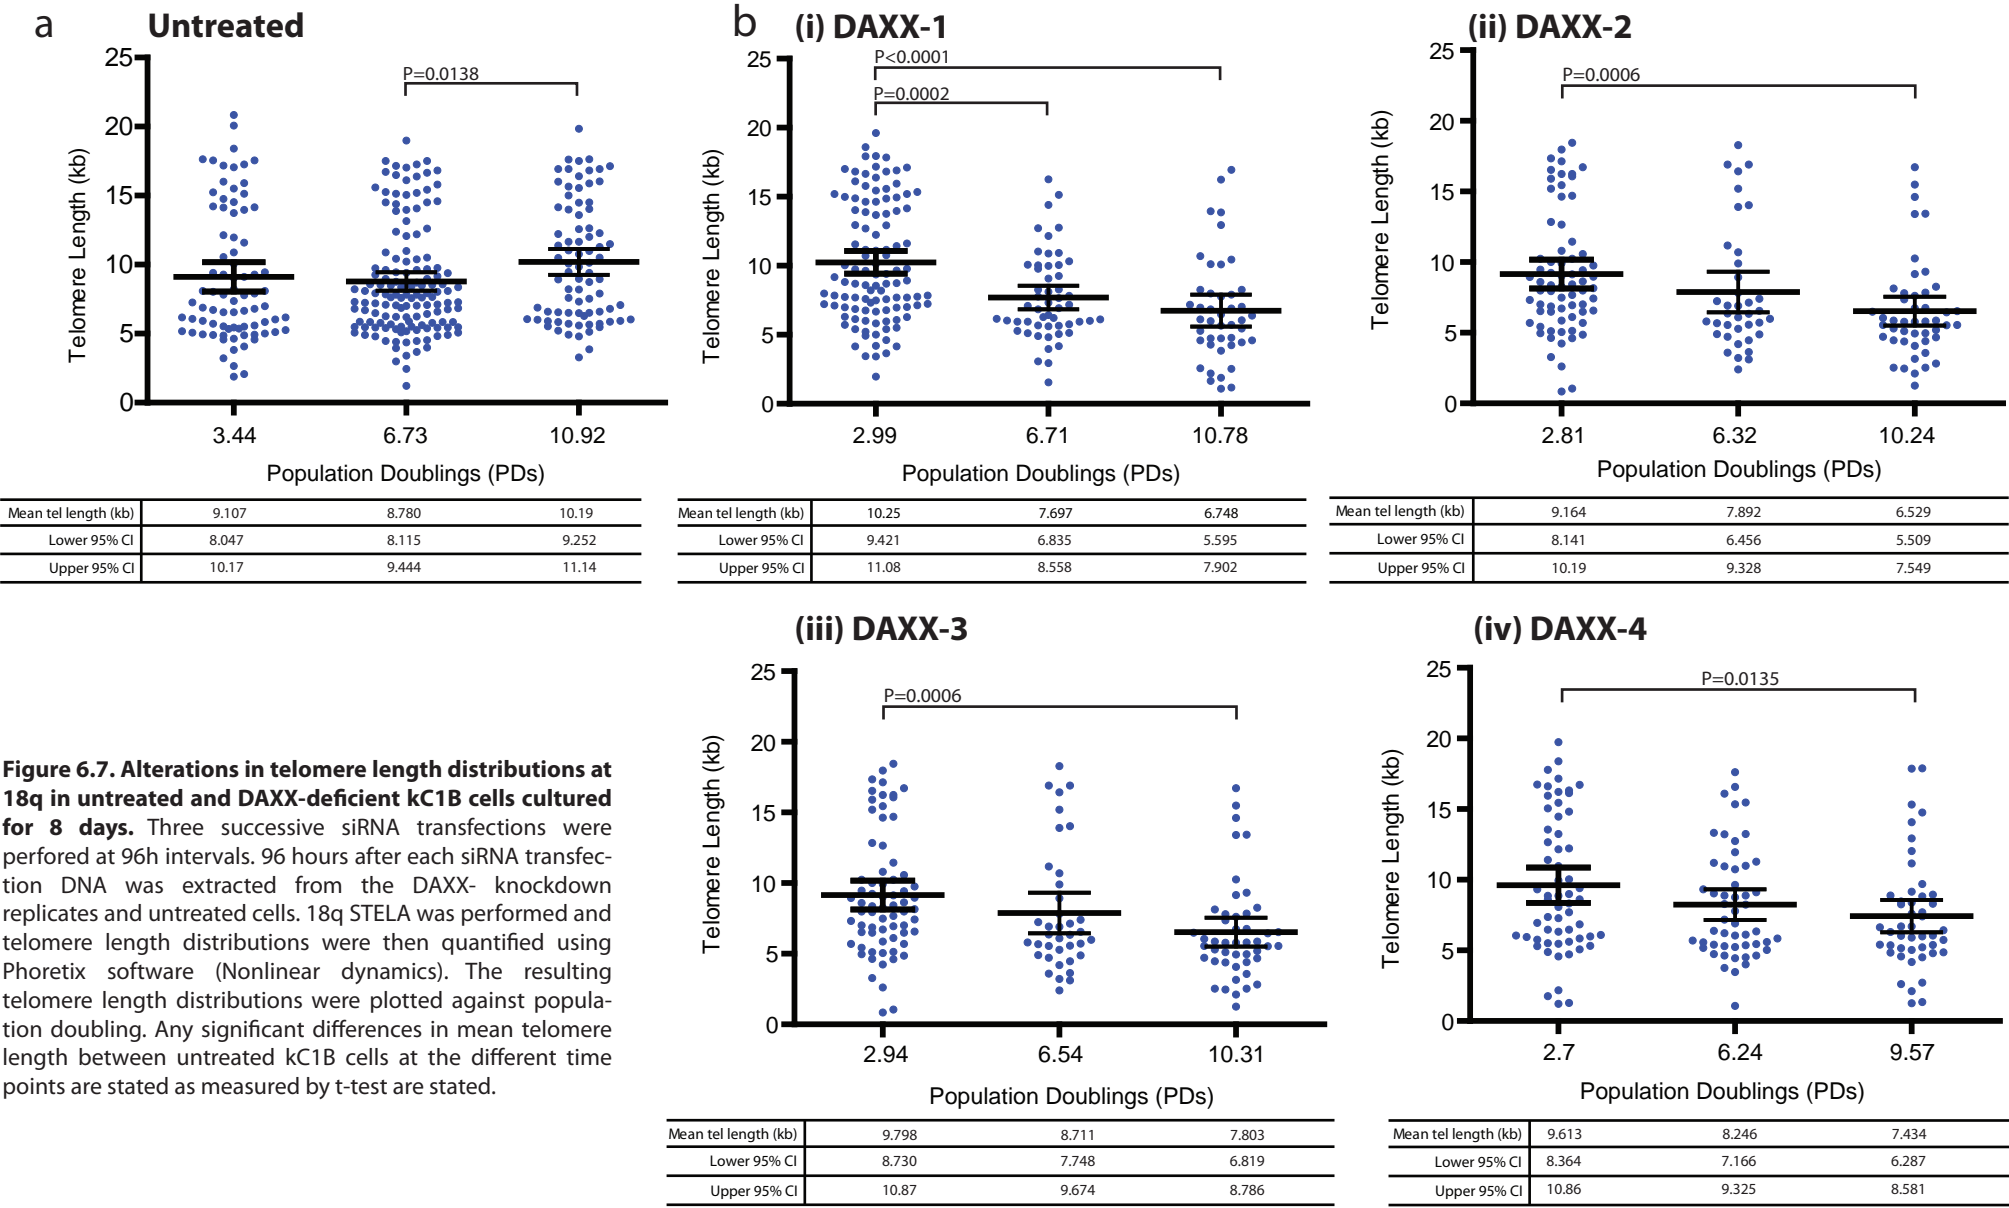 a
Untreated
25
20
15
10
5
0
Telomere Length (kb)
P=0.0138
3.44 6.73 10.92
Population Doublings (PDs)
Mean tel length (kb) 9.107 8.780 10.19
Lower 95% CI 8.047 8.115 9.252
Upper 95% CI 10.17 9.444 11.14
b
(i) DAXX-1
25
20
15
10
5
0
Telomere Length (kb)
P<0.0001
P=0.0002
2.99 6.71 10.78
Population Doublings (PDs)
Mean tel length (kb) 10.25 7.697 6.748
Lower 95% CI 9.421 6.835 5.595
Upper 95% CI 11.08 8.558 7.902
(ii) DAXX-2
25
20
15
10
5
0
Telomere Length (kb)
P=0.0006
2.81 6.32 10.24
Population Doublings (PDs)
Mean tel length (kb) 9.164 7.892 6.529
Lower 95% CI 8.141 6.456 5.509
Upper 95% CI 10.19 9.328 7.549
(iii) DAXX-3
25
20
15
10
5
0
Telomere Length (kb)
P=0.0006
2.94 6.54 10.31
Population Doublings (PDs)
Mean tel length (kb) 9.798 8.711 7.803
Lower 95% CI 8.730 7.748 6.819
Upper 95% CI 10.87 9.674 8.786
(iv) DAXX-4
25
20
15
10
5
0
Telomere Length (kb)
P=0.0135
2.7 6.24 9.57
Population Doublings (PDs)
Mean tel length (kb) 9.613 8.246 7.434
Lower 95% CI 8.364 7.166 6.287
Upper 95% CI 10.86 9.325 8.581
Figure 6.7. Alterations in telomere length distributions at
18q in untreated and DAXX-deficient kC1B cells cultured
for 8 days. Three successive siRNA transfections were
perfored at 96h intervals. 96 hours after each siRNA transfec-
tion DNA was extracted from the DAXX- knockdown
replicates and untreated cells. 18q STELA was performed and
telomere length distributions were then quantified using
Phoretix software (Nonlinear dynamics). The resulting
telomere length distributions were plotted against popula-
tion doubling. Any significant differences in mean telomere
length between untreated kC1B cells at the different time
points are stated as measured by t-test are stated.